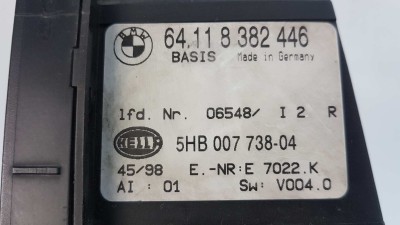 BMW 64.11 8 382 446
BASIS Made in Germany
lfd. Nr. 06548/ I 2 R
HELLA 5HB 007 738-04
45/98 E.-NR:E 7022.K
AI : 01 SW: V004.0